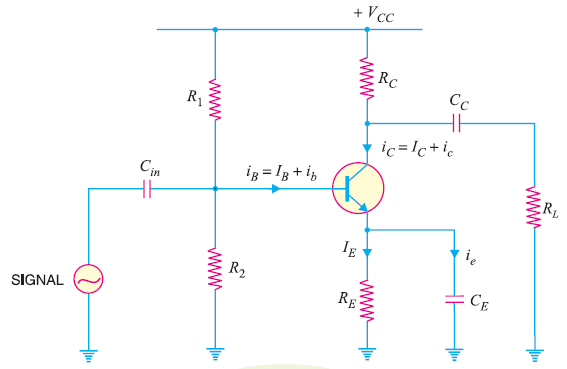 + V_CC
R_1
R_C
C_C
i_C = I_C + i_c
C_in
i_B = I_B + i_b
R_L
R_2
I_E
i_e
SIGNAL
R_E
C_E